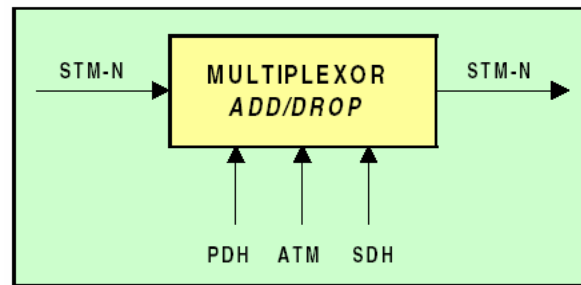 STM-N
MULTIPLEXOR
ADD/DROP
STM-N
PDH ATM SDH